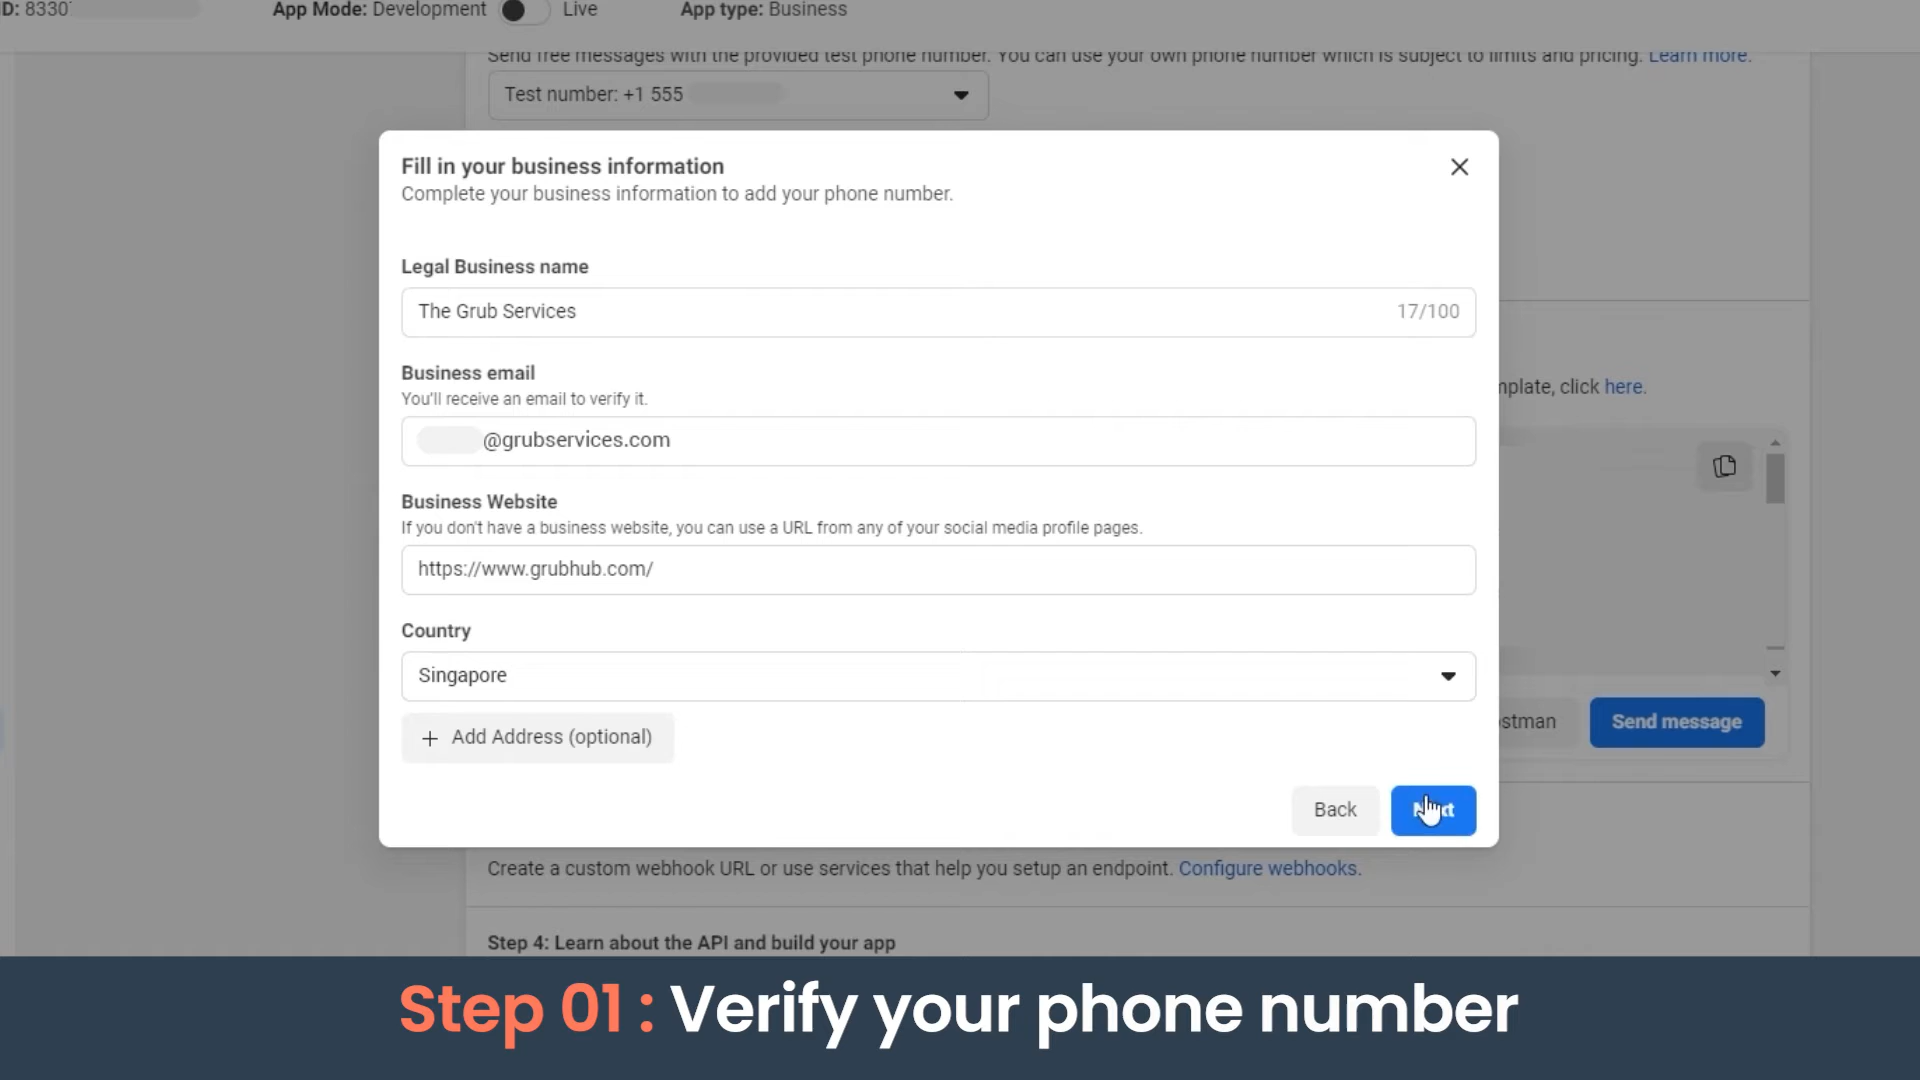 ID: 8330
App Mode: Development
Live
App type: Business
Send free messages with the provided test phone number. You can use your own phone number which is subject to limits and pricing. Learn more.
Test number: +1 555
Fill in your business information
Complete your business information to add your phone number.
Legal Business name
The Grub Services
17/100
Business email
You'll receive an email to verify it.
@grubservices.com
Business Website
If you don't have a business website, you can use a URL from any of your social media profile pages.
https://www.grubhub.com/
Country
Singapore
+ Add Address (optional)
Back
click here.
Send message
Create a custom webhook URL or use services that help you setup an endpoint. Configure webhooks.
Step 4: Learn about the API and build your app
Step 01 : Verify your phone number